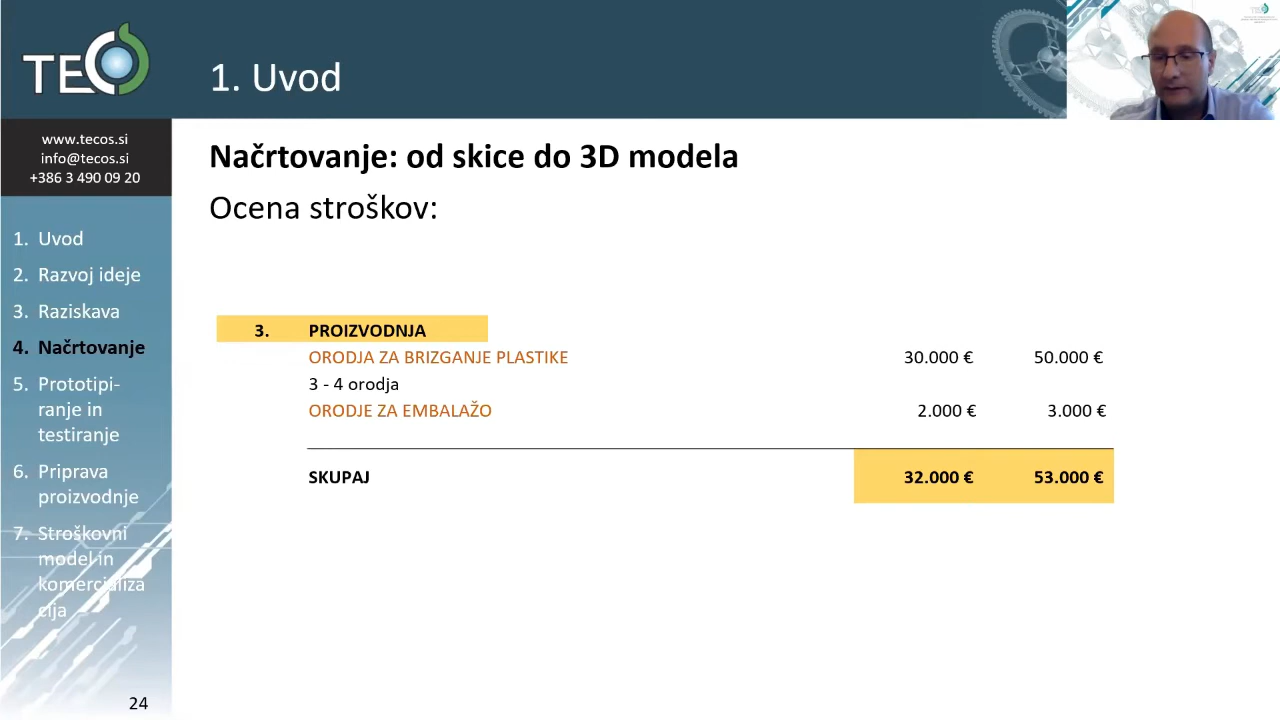 TECO
1. Uvod
www.tecos.si
info@tecos.si
+386 3 490 09 20
Načrtovanje: od skice do 3D modela
Ocena stroškov:
1. Uvod
2. Razvoj ideje
3. Raziskava
4. Načrtovanje
5. Prototipi-
ranje in
testiranje
6. Priprava
proizvodnje
7. Stroškovni
model in
komercializa
cija
3. PROIZVODNJA
ORODJA ZA BRIZGANJE PLASTIKE 30.000 € 50.000 €
3 - 4 orodja
ORODJE ZA EMBALAŽO 2.000 € 3.000 €
SKUPAJ 32.000 € 53.000 €
24